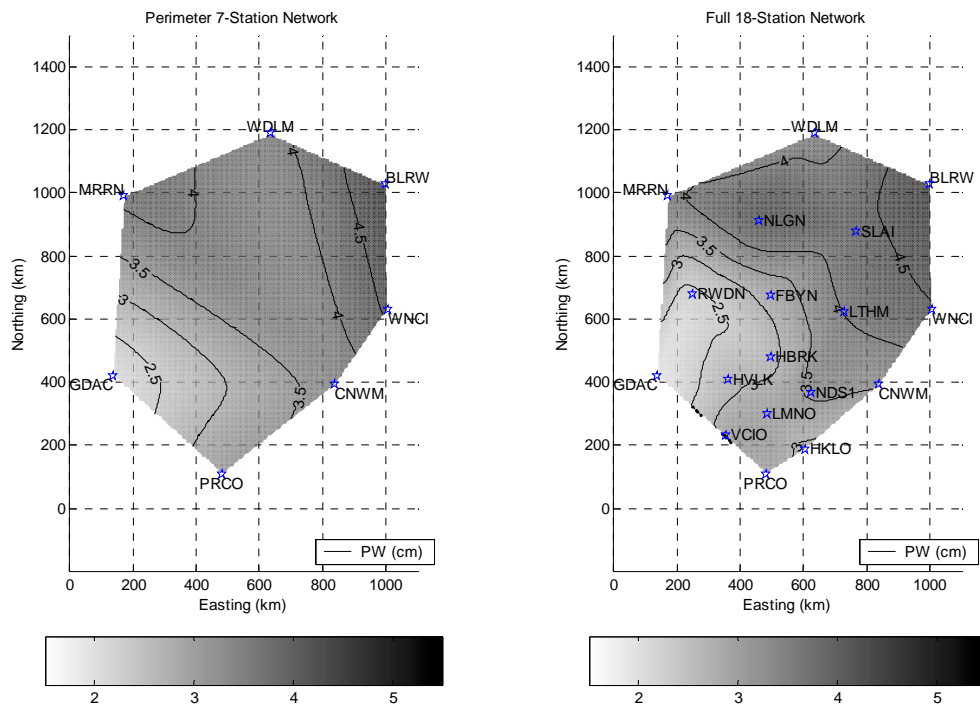 Perimeter 7-Station Network
Northing (km)
1400
1200
1000
800
600
400
200
0
0 200 400 600 800 1000
Easting (km)
WDLM
BLRW
MRRN
WNCI
GDAC
CNWM
PRCO
4
4
4
4.5
3.5
3
2.5
3.5
PW (cm)
2 3 4 5
Full 18-Station Network
Northing (km)
1400
1200
1000
800
600
400
200
0
0 200 400 600 800 1000
Easting (km)
WDLM
BLRW
MRRN
NLGN
SLAI
RWDN
FBYN
LTHM
WNCI
HBRK
GDAC
HVLK
NDS1
CNWM
LMNO
VCIO
HKLO
PRCO
4
4
3.5
4.5
3
2.5
4
3.5
3
3
PW (cm)
2 3 4 5